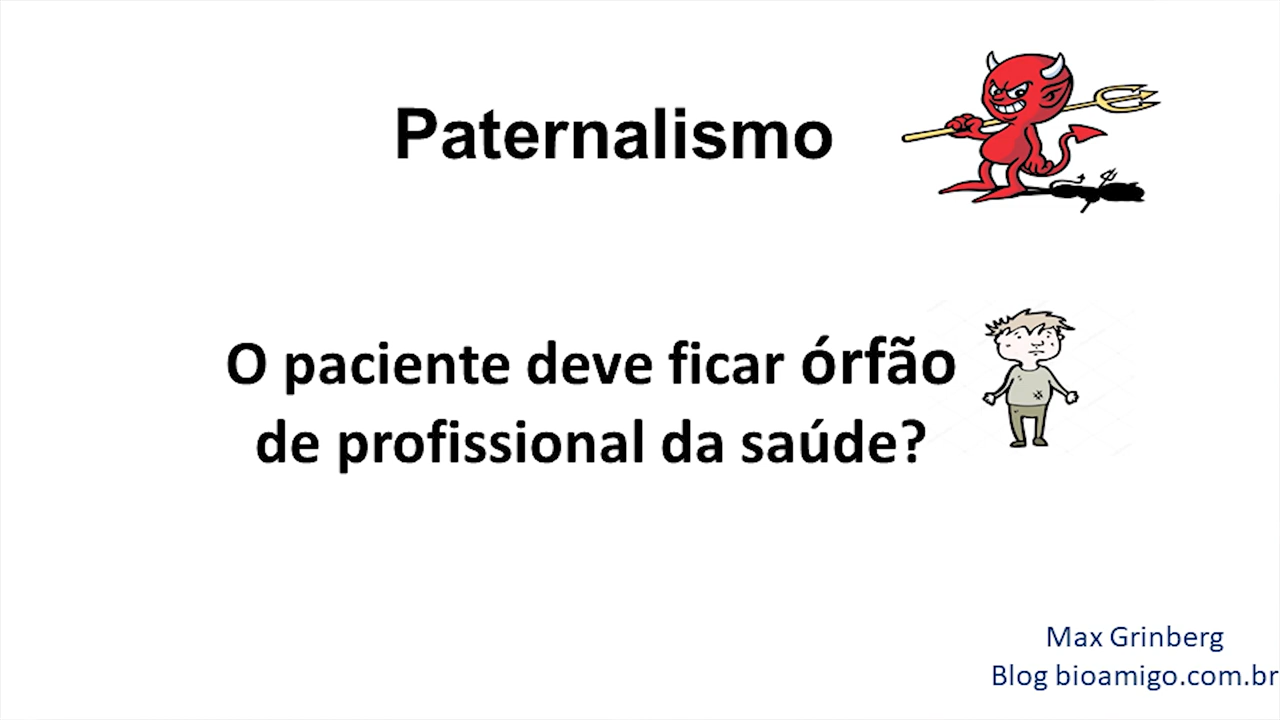 Paternalismo
O paciente deve ficar órfão
de profissional da saúde?
Max Grinberg
Blog bioamigo.com.br